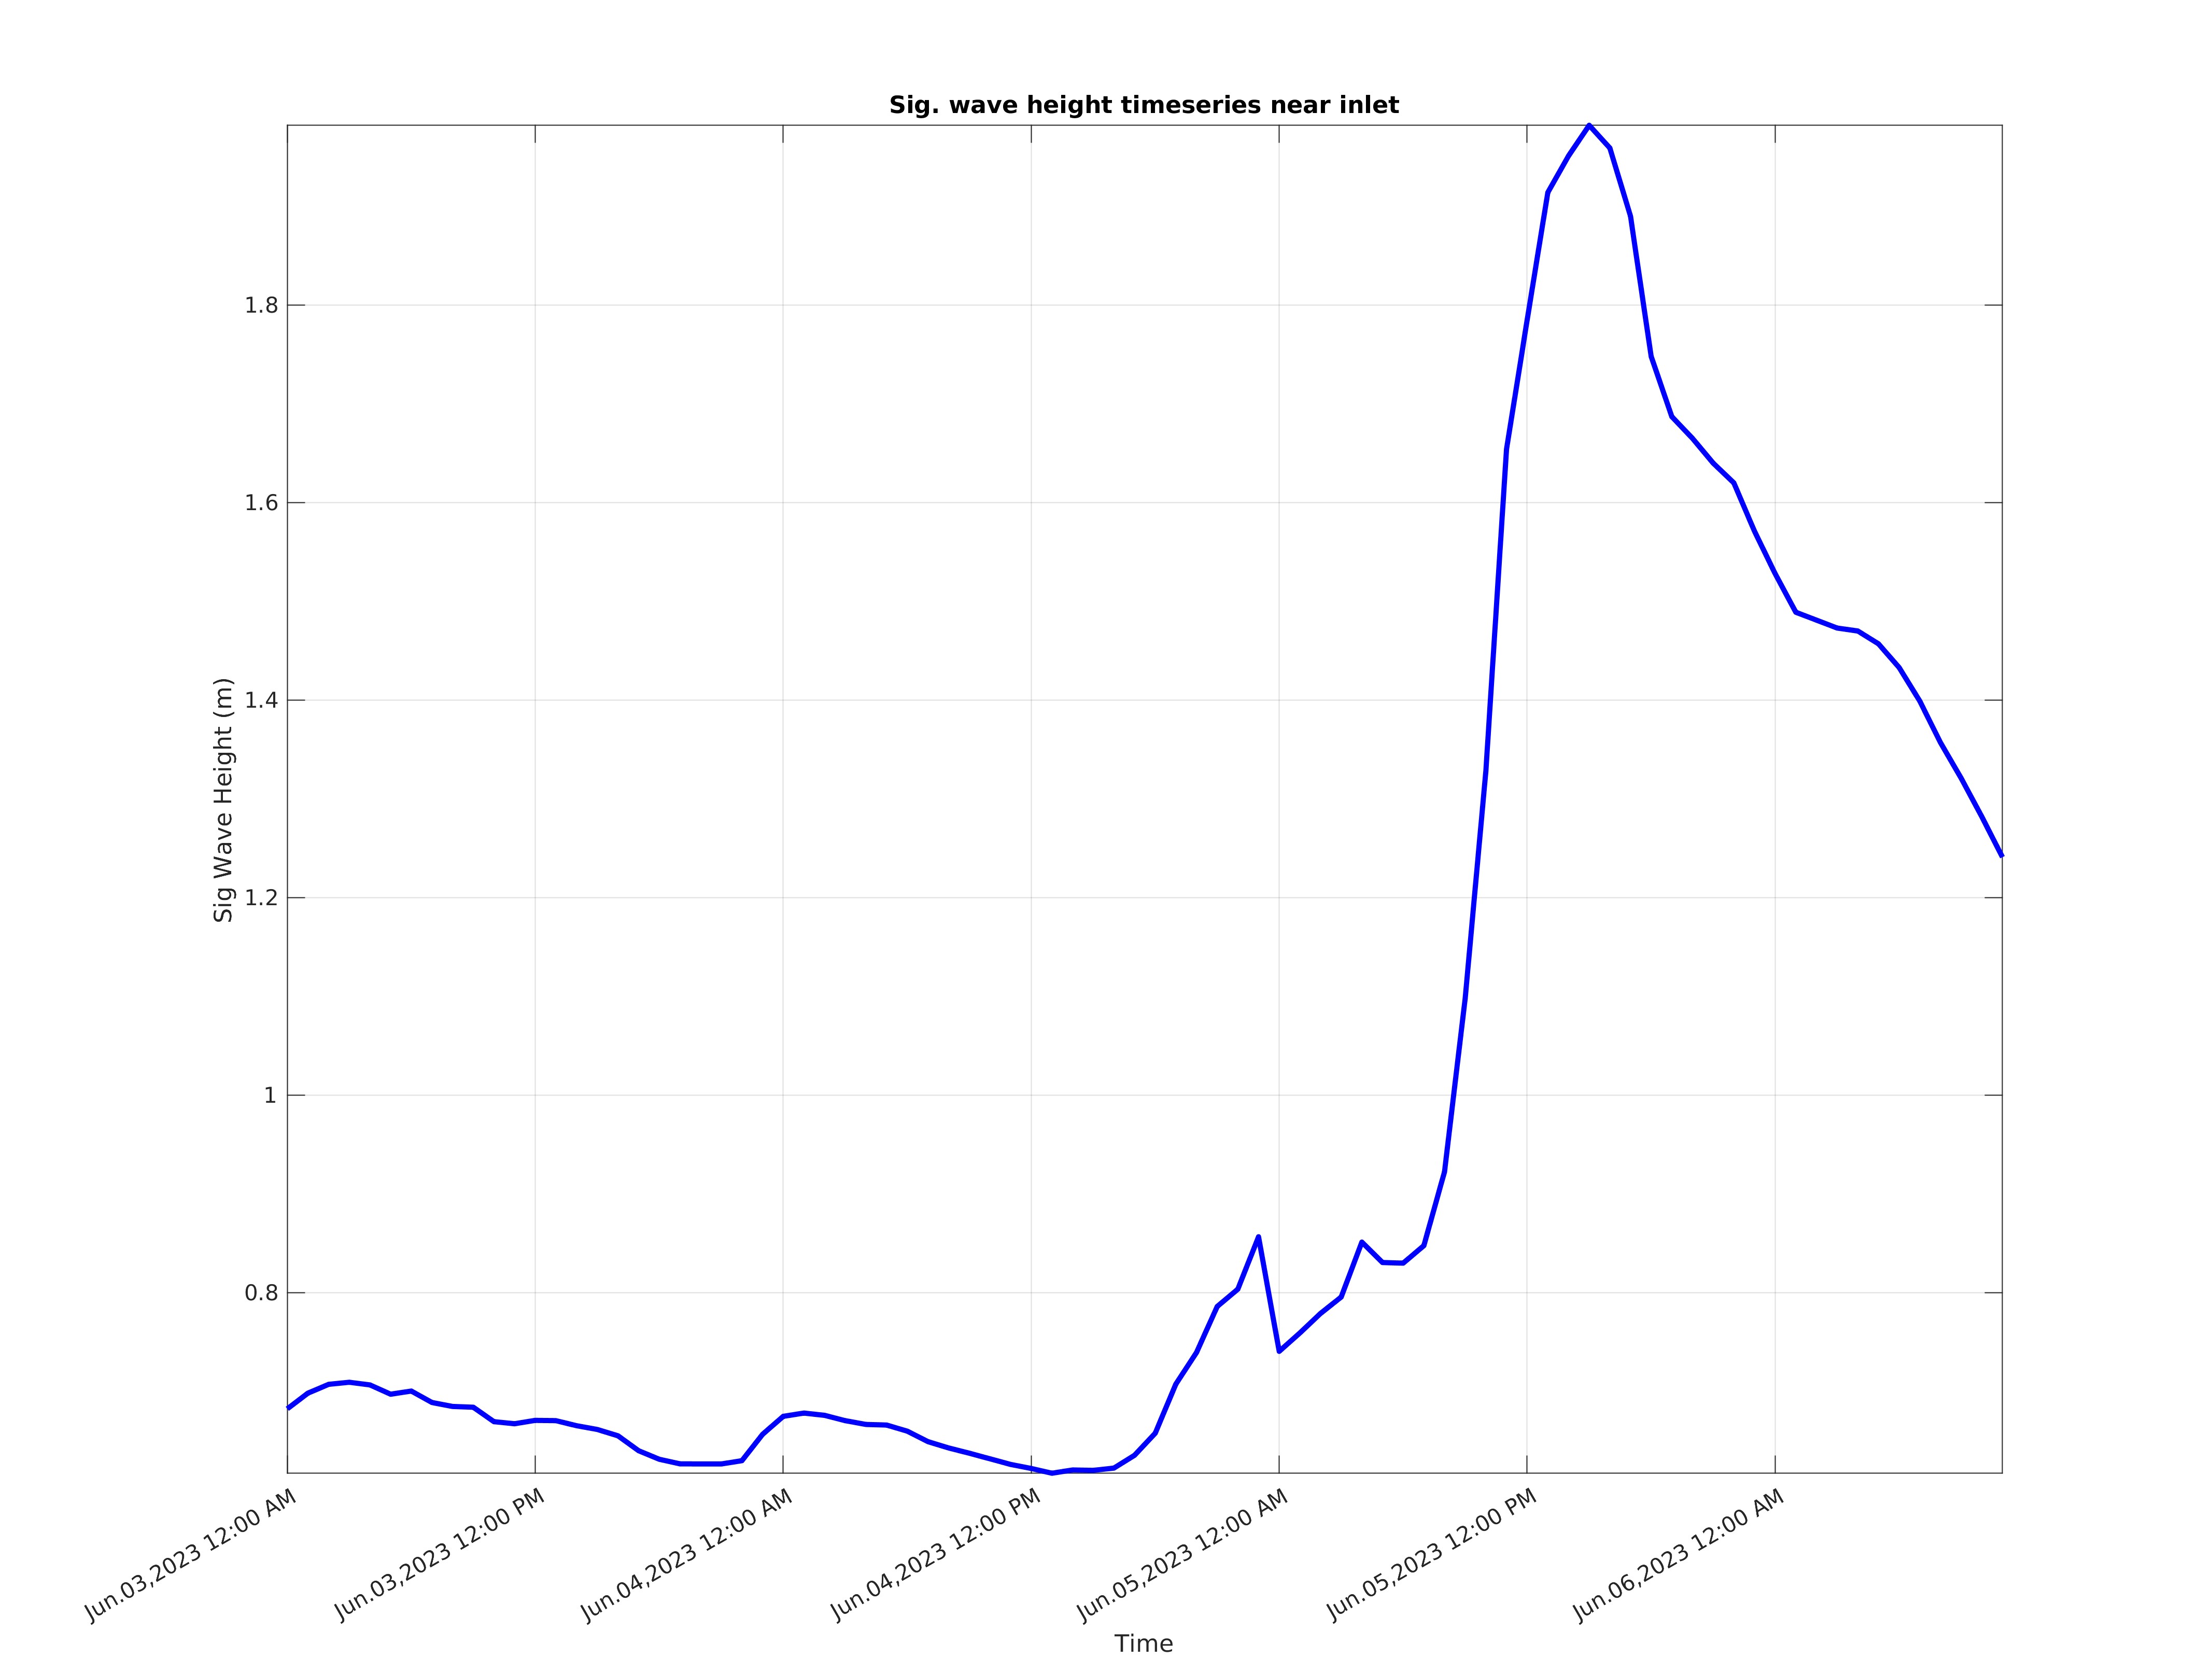 Sig. wave height timeseries near inlet
Sig Wave Height (m)
1.8
1.6
1.4
1.2
1
0.8
Jun.03,2023 12:00 AM
Jun.03,2023 12:00 PM
Jun.04,2023 12:00 AM
Jun.04,2023 12:00 PM
Jun.05,2023 12:00 AM
Jun.05,2023 12:00 PM
Jun.06,2023 12:00 AM
Time